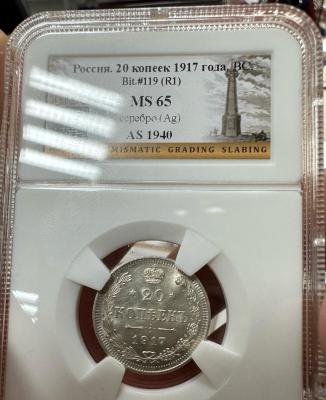 Россия. 20 копеек 1917 года, ВС
Bit.#119 (R1)
MS 65
серебро (Ag)
AS 1940
NUMISMATIC GRADING SLABING
20
КОПѢЕКЪ
1917